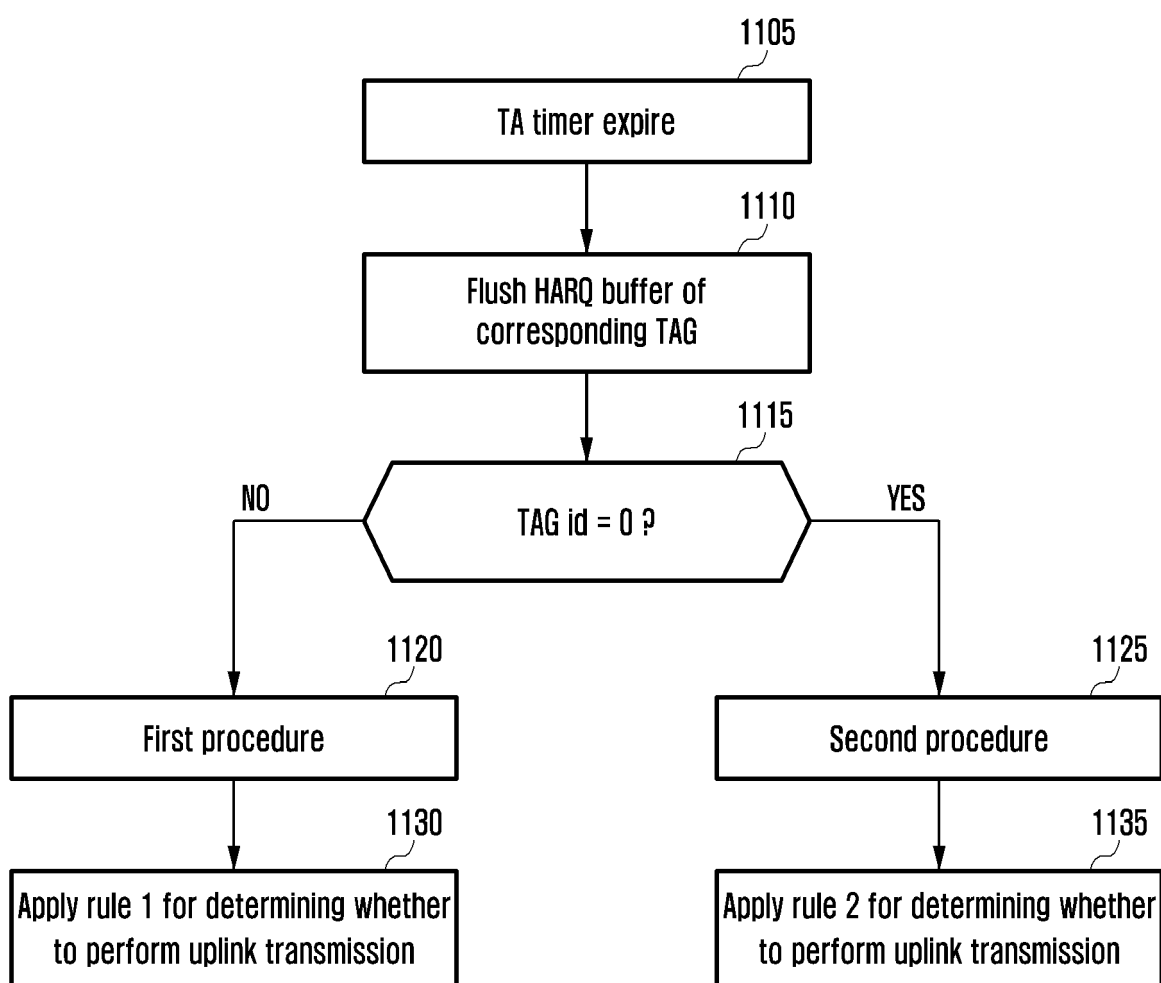 1105
TA timer expire
1110
Flush HARQ buffer of
corresponding TAG
1115
NO
TAG id = 0 ?
YES
1120
1125
First procedure
Second procedure
1130
1135
Apply rule 1 for determining whether
to perform uplink transmission
Apply rule 2 for determining whether
to perform uplink transmission